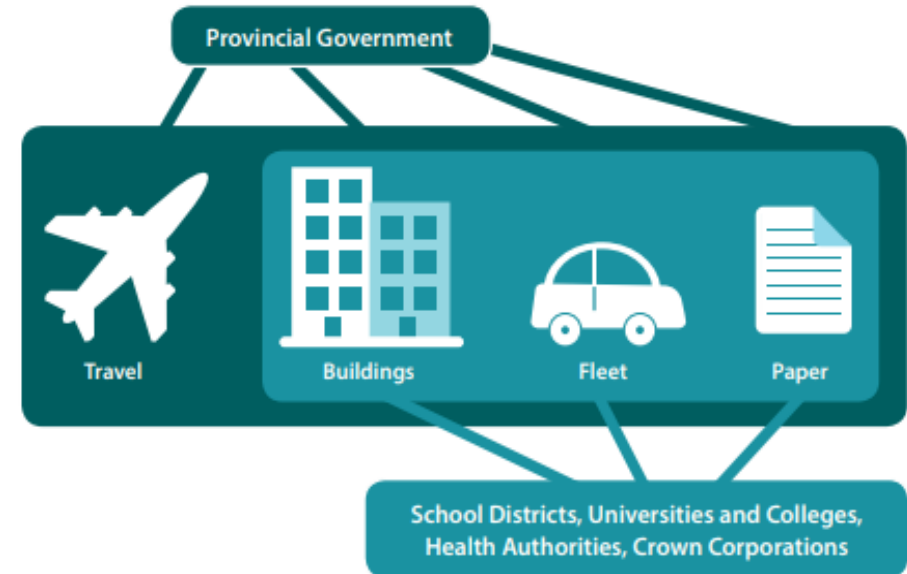 Provincial Government
Travel
Buildings
Fleet
Paper
School Districts, Universities and Colleges,
Health Authorities, Crown Corporations